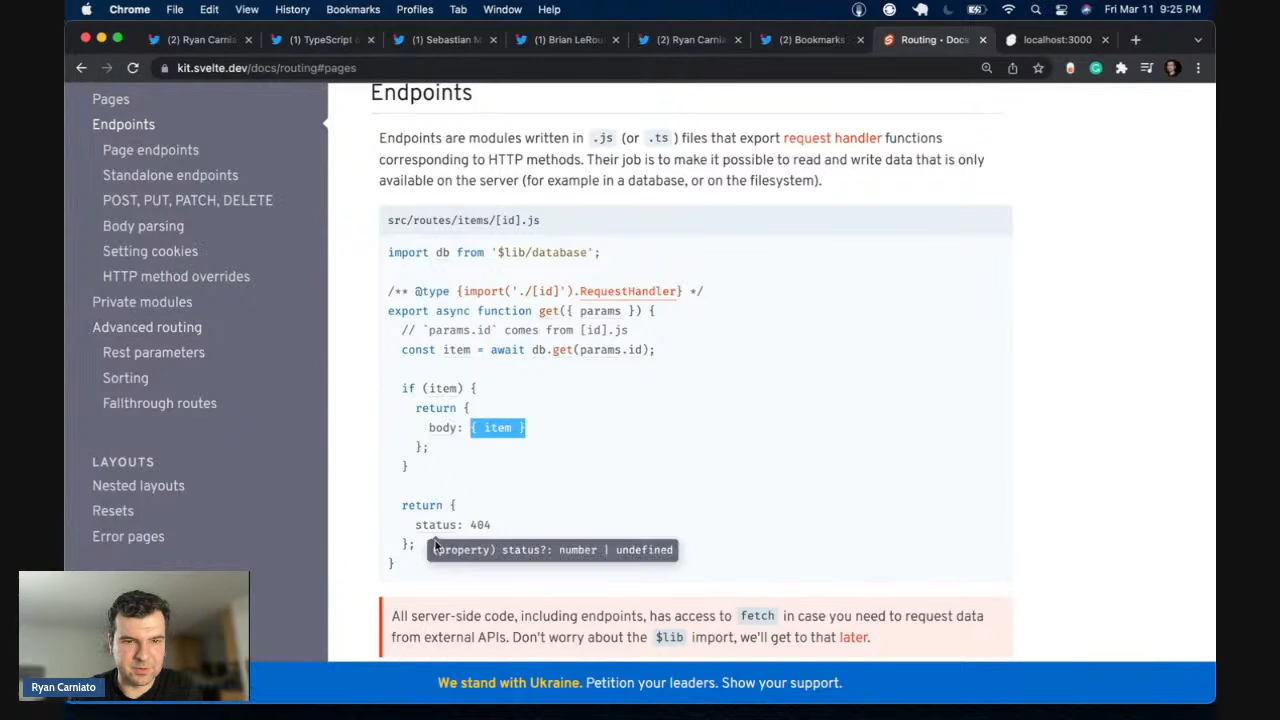 Chrome File Edit View History Bookmarks Profiles Tab Window Help Fri Mar 11 9:25 PM
(2) Ryan Carnia (1) TypeScript (1) Sebastian M (1) Brian LeRou (2) Ryan Carnia (2) Bookmarks Routing • Docs localhost:3000
kit.svelte.dev/docs/routing#pages
Pages
Endpoints
Page endpoints
Standalone endpoints
POST, PUT, PATCH, DELETE
Body parsing
Setting cookies
HTTP method overrides
Private modules
Advanced routing
Rest parameters
Sorting
Fallthrough routes
LAYOUTS
Nested layouts
Resets
Error pages
Endpoints
Endpoints are modules written in .js (or .ts ) files that export request handler functions
corresponding to HTTP methods. Their job is to make it possible to read and write data that is only
available on the server (for example in a database, or on the filesystem).
src/routes/items/[id].js
import db from '$lib/database';
/** @type {import('./[id]').RequestHandler} */
export async function get({ params }) {
// `params.id` comes from [id].js
const item = await db.get(params.id);
if (item) {
return {
body: { item }
};
}
return {
status: 404
};
(property) status?: number | undefined
}
All server-side code, including endpoints, has access to fetch in case you need to request data
from external APIs. Don't worry about the $lib import, we'll get to that later.
We stand with Ukraine. Petition your leaders. Show your support.
Ryan Carniato